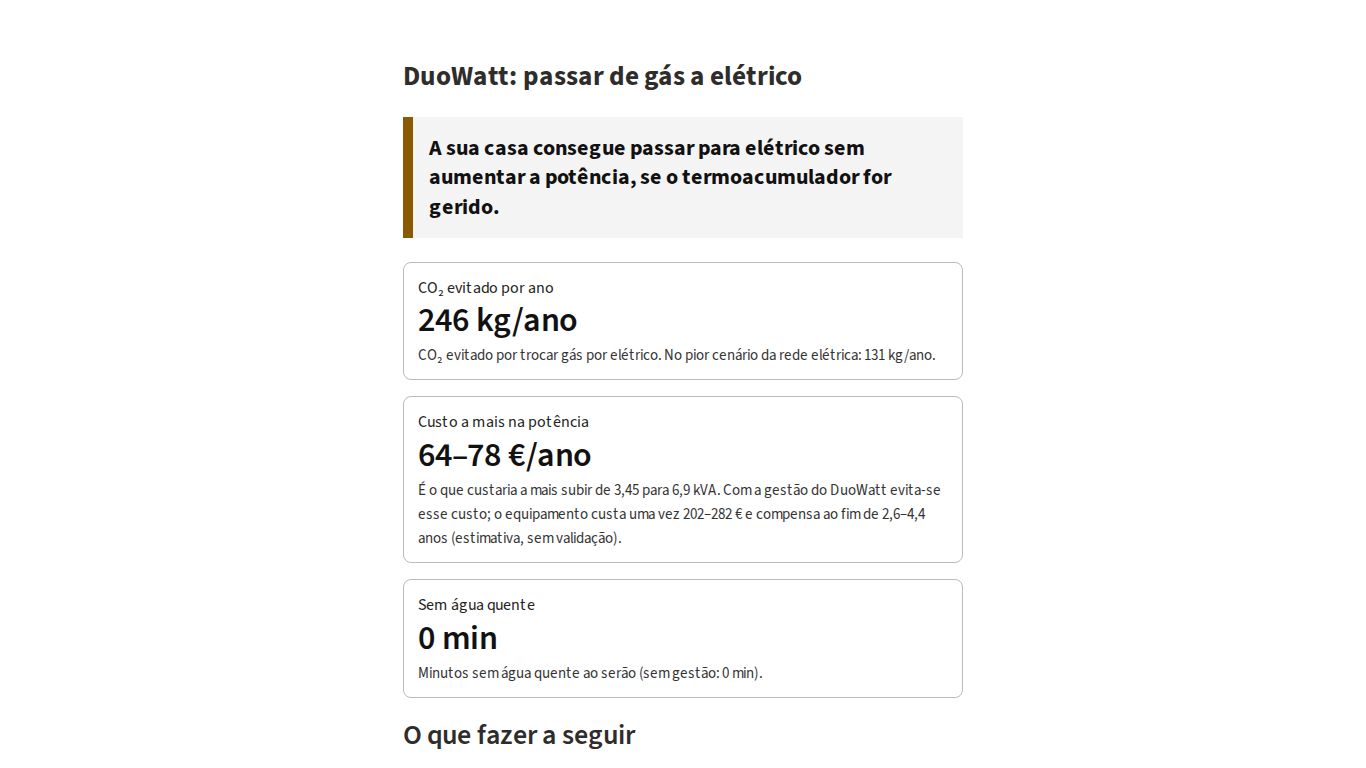 DuoWatt: passar de gás a elétrico
A sua casa consegue passar para elétrico sem
aumentar a potência, se o termoacumulador for
gerido.
CO₂ evitado por ano
246 kg/ano
CO₂ evitado por trocar gás por elétrico. No pior cenário da rede elétrica: 131 kg/ano.
Custo a mais na potência
64–78 €/ano
É o que custaria a mais subir de 3,45 para 6,9 kVA. Com a gestão do DuoWatt evita-se
esse custo; o equipamento custa uma vez 202–282 € e compensa ao fim de 2,6–4,4
anos (estimativa, sem validação).
Sem água quente
0 min
Minutos sem água quente ao serão (sem gestão: 0 min).
O que fazer a seguir